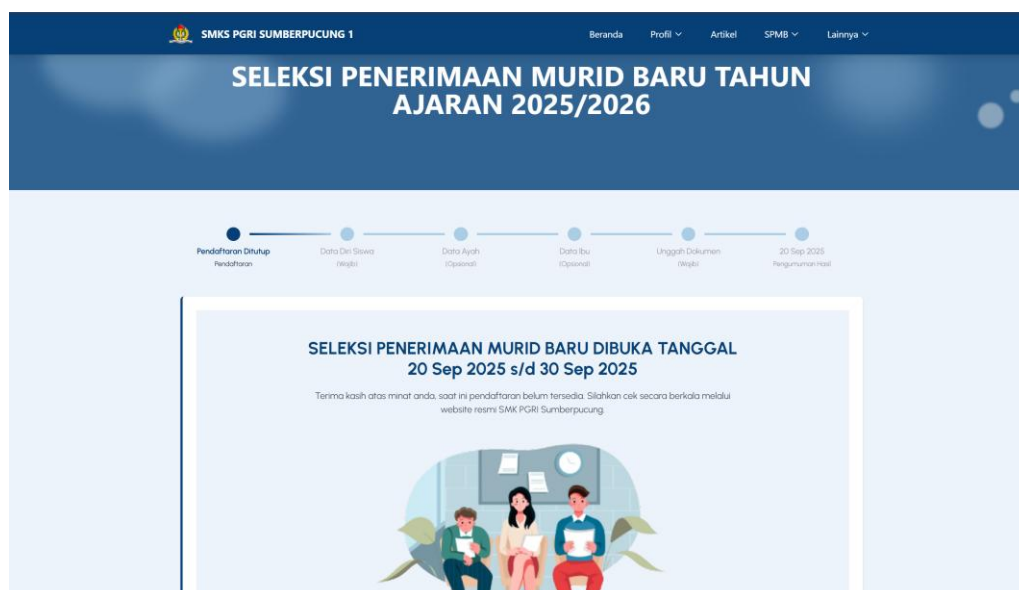 SMKS PGRI SUMBERPUCUNG 1
Beranda Profil Artikel SPMB Lainnya
SELEKSI PENERIMAAN MURID BARU TAHUN
AJARAN 2025/2026
Pendaftaran Ditutup Data Diri Siswa Data Ayah Data Ibu Unggah Dokumen 20 Sep 2025
Pendaftaran (Wajib) (Opsional) (Opsional) (Wajib) Pengumuman Hasil
SELEKSI PENERIMAAN MURID BARU DIBUKA TANGGAL
20 Sep 2025 s/d 30 Sep 2025
Terima kasih atas minat anda, saat ini pendaftaran belum tersedia. Silahkan cek secara berkala melalui
website resmi SMK PGRI Sumberpucung.